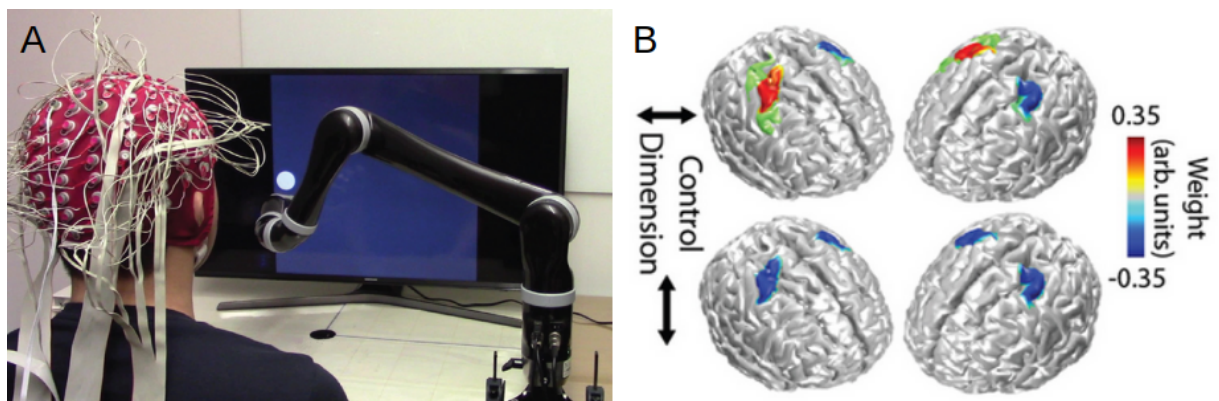 A
B
Control
Dimension
0.35
-0.35
Weight
(arb. units)